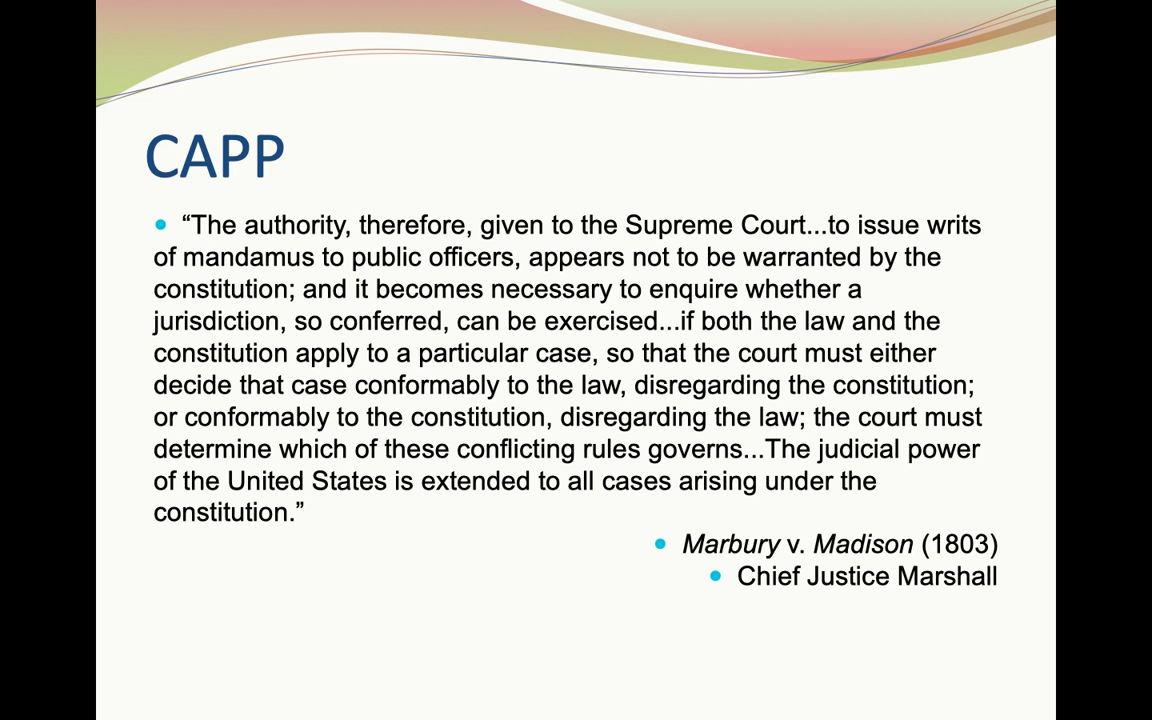 CAPP
• “The authority, therefore, given to the Supreme Court...to issue writs
of mandamus to public officers, appears not to be warranted by the
constitution; and it becomes necessary to enquire whether a
jurisdiction, so conferred, can be exercised...if both the law and the
constitution apply to a particular case, so that the court must either
decide that case conformably to the law, disregarding the constitution;
or conformably to the constitution, disregarding the law; the court must
determine which of these conflicting rules governs...The judicial power
of the United States is extended to all cases arising under the
constitution.”
• Marbury v. Madison (1803)
• Chief Justice Marshall